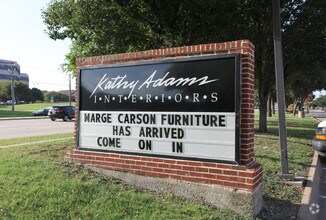 Kathy Adams
INTERIORS
MARGE CARSON FURNITURE
HAS ARRIVED
COME ON IN